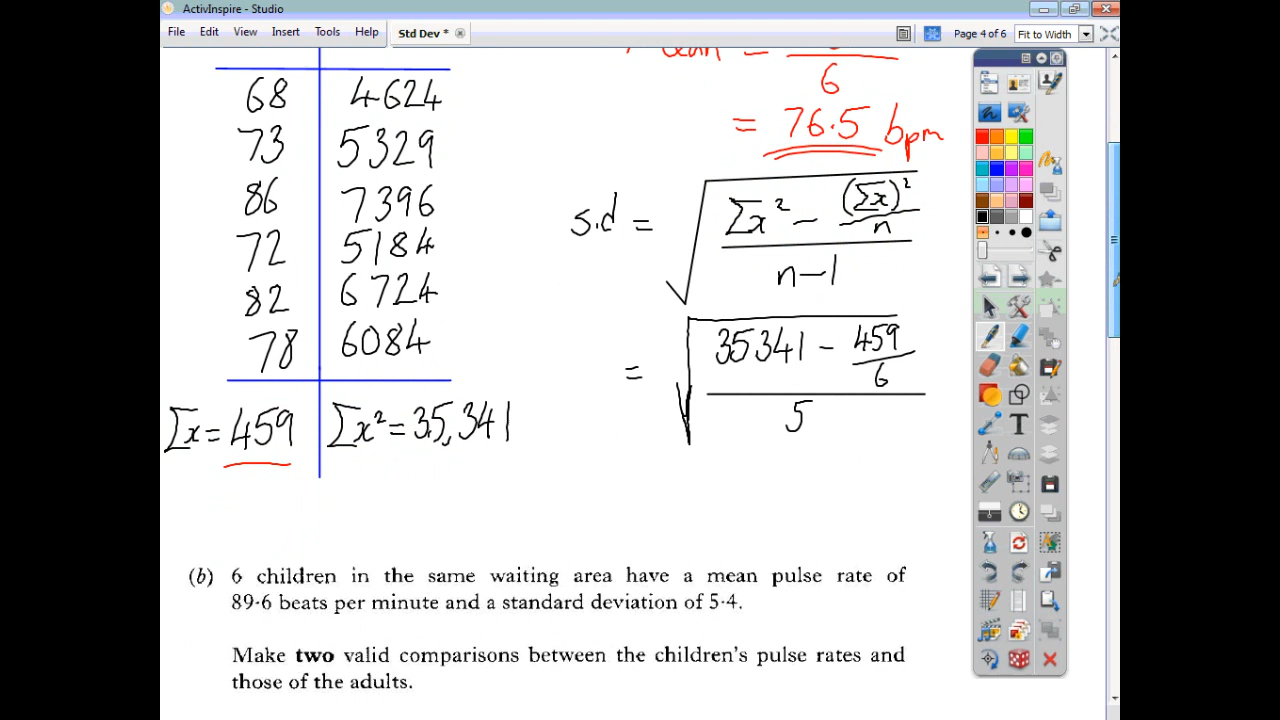 ActivInspire - Studio
File Edit View Insert Tools Help Std Dev * Page 4 of 6 Fit to Width
68 4624
73 5329
86 7396
72 5184
82 6724
78 6084
Σx = 459 Σx² = 35,341
mean =
6
= 76.5 bpm
s.d = √((Σx² - (Σx)²/n)/(n-1))
= √((35341 - 459/6)/5)
(b) 6 children in the same waiting area have a mean pulse rate of
89·6 beats per minute and a standard deviation of 5·4.
Make two valid comparisons between the children's pulse rates and
those of the adults.